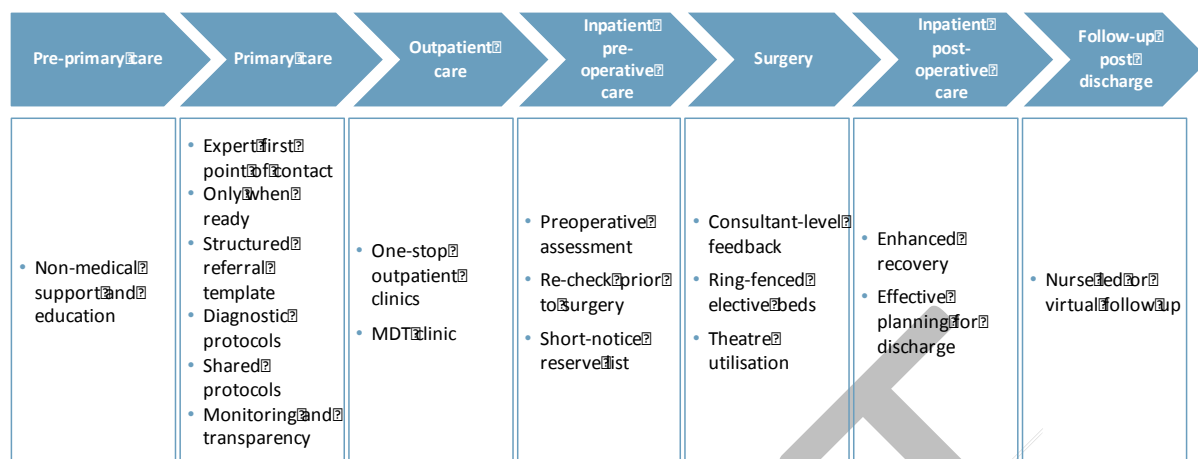 Pre-primary care
Primary care
Outpatient
care
Inpatient
pre-
operative
care
Surgery
Inpatient
post-
operative
care
Follow-up
post
discharge
• Non-medical
support and
education
• Expert first
point of contact
• Only when
ready
• Structured
referral
template
• Diagnostic
protocols
• Shared
protocols
• Monitoring and
transparency
• One-stop
outpatient
clinics
• MDT clinic
• Preoperative
assessment
• Re-check prior
to surgery
• Short-notice
reserve list
• Consultant-level
feedback
• Ring-fenced
elective beds
• Theatre
utilisation
• Enhanced
recovery
• Effective
planning for
discharge
• Nurse led or
virtual follow up